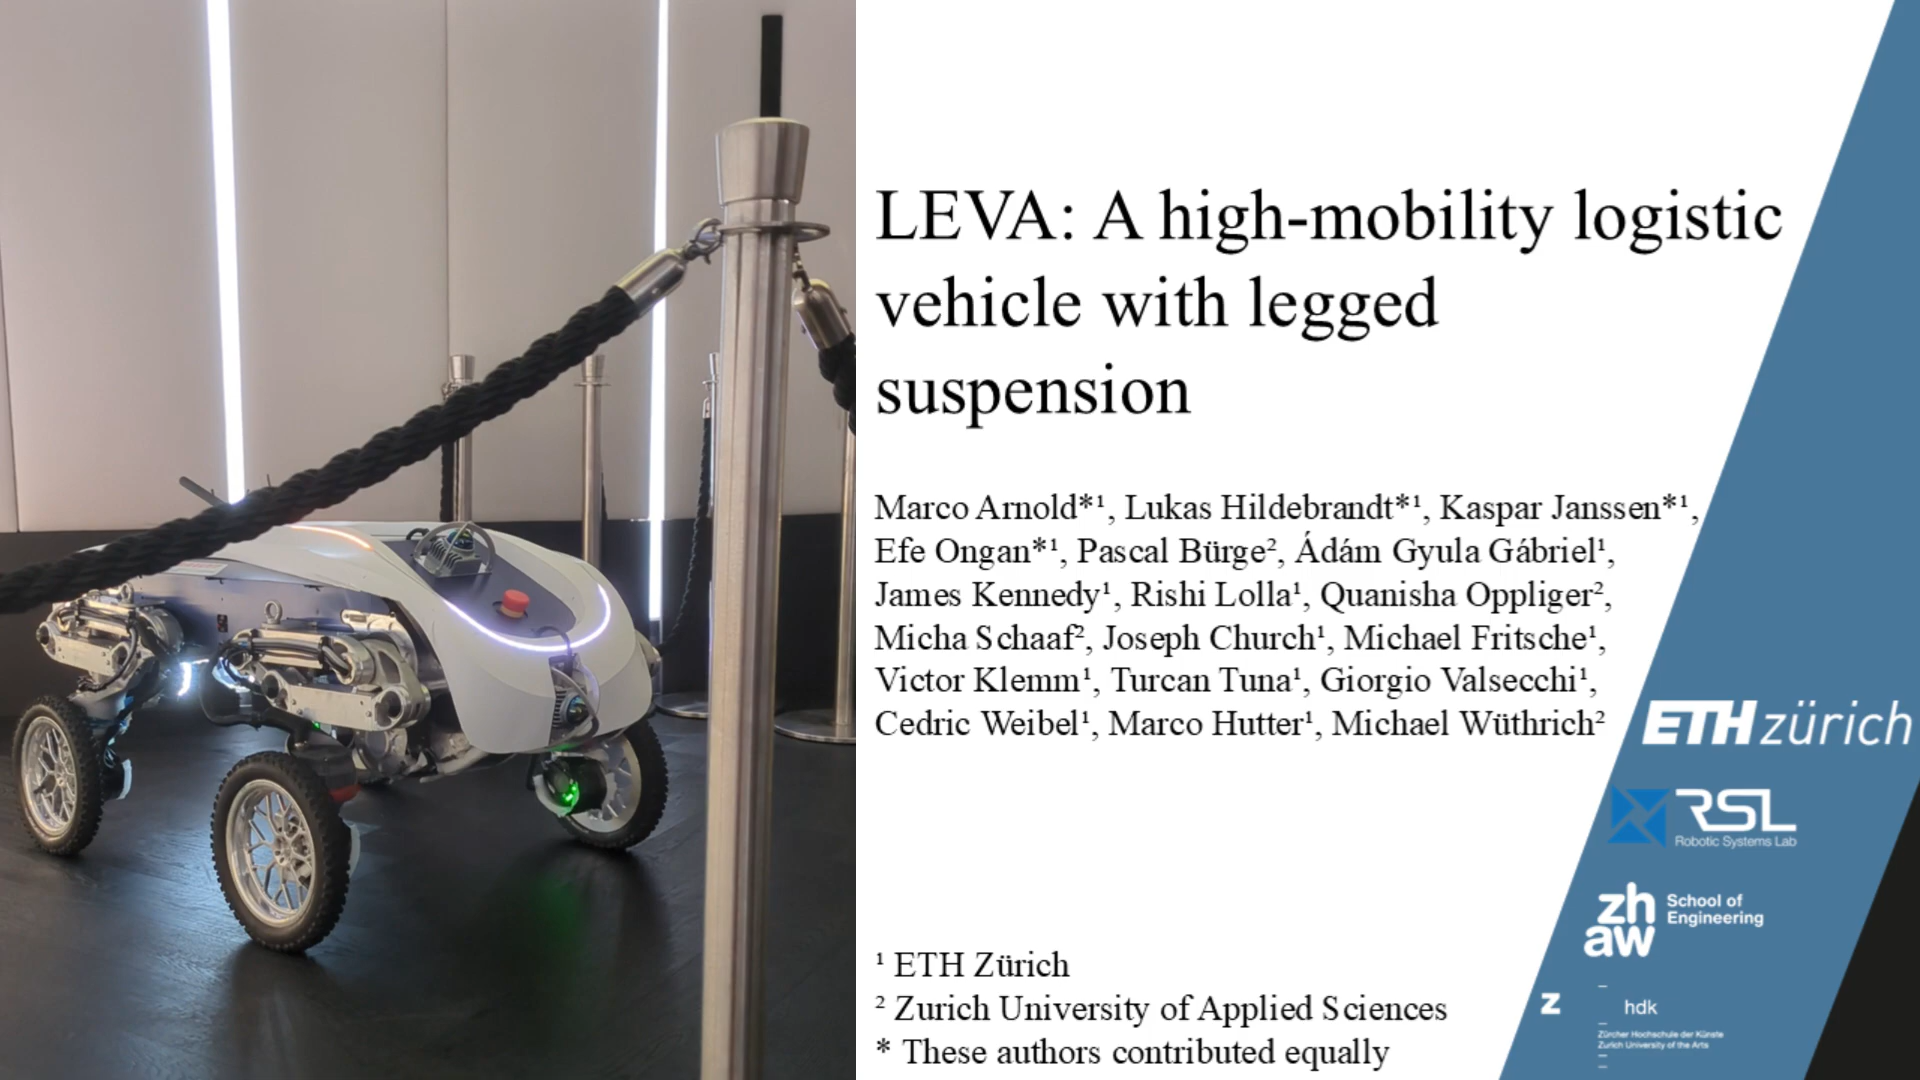 LEVA: A high-mobility logistic
vehicle with legged
suspension
Marco Arnold*¹, Lukas Hildebrandt*¹, Kaspar Janssen*¹,
Efe Ongan*¹, Pascal Bürge², Ádám Gyula Gábriel¹,
James Kennedy¹, Rishi Lolla¹, Quanisha Oppliger²,
Micha Schaaf², Joseph Church¹, Michael Fritsche¹,
Victor Klemm¹, Turcan Tuna¹, Giorgio Valsecchi¹,
Cedric Weibel¹, Marco Hutter¹, Michael Wüthrich²
¹ ETH Zürich
² Zurich University of Applied Sciences
* These authors contributed equally
ETH zürich
RSL
Robotic Systems Lab
zh
aw
School of
Engineering
Z
hdk
Zürcher Hochschule der Künste
Zurich University of the Arts